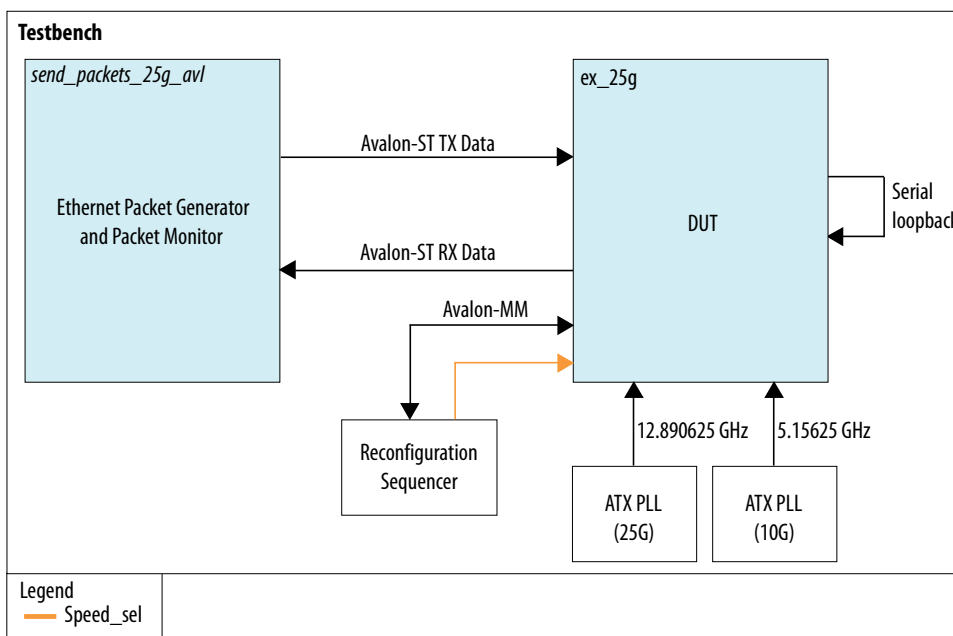 Testbench
send_packets_25g_avl
Ethernet Packet Generator
and Packet Monitor
Avalon-ST TX Data
Avalon-ST RX Data
Avalon-MM
ex_25g
DUT
Serial
loopback
Reconfiguration
Sequencer
12.890625 GHz
5.15625 GHz
ATX PLL
(25G)
ATX PLL
(10G)
Legend
Speed_sel